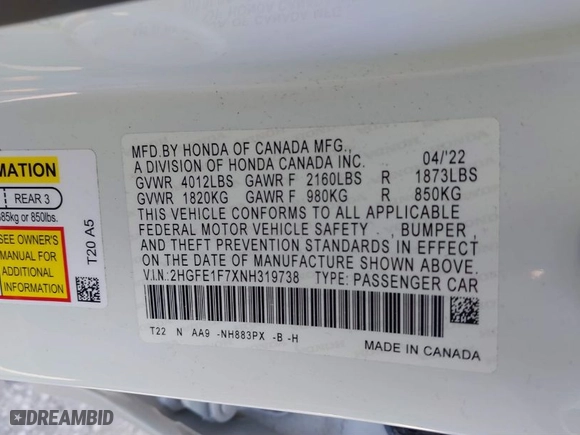 MATION
REAR 3
385kg or 850lbs.
SEE OWNER'S
MANUAL FOR
ADDITIONAL
T20 A5
MFD.BY HONDA OF CANADA MFG.,
A DIVISION OF HONDA CANADA INC. 04/'22
GVWR 4012LBS GAWR F 2160LBS R 1873LBS
GVWR 1820KG GAWR F 980KG R 850KG
THIS VEHICLE CONFORMS TO ALL APPLICABLE
FEDERAL MOTOR VEHICLE SAFETY , BUMPER ,
AND THEFT PREVENTION STANDARDS IN EFFECT
ON THE DATE OF MANUFACTURE SHOWN ABOVE.
V.I.N: 2HGFE1F7XNH319738 TYPE: PASSENGER CAR
T22 N AA9 -NH883PX -B -H
MADE IN CANADA
DREAMBID